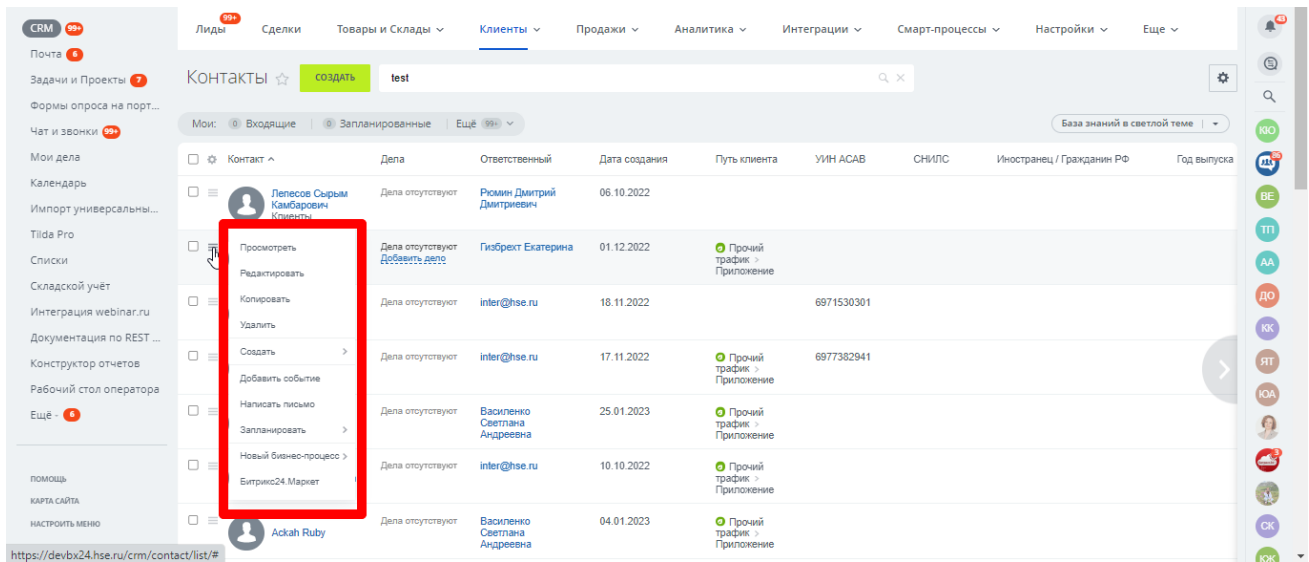 CRM 99+
Почта 6
Задачи и Проекты 7
Формы опроса на порт...
Чат и звонки 99+
Мои дела
Календарь
Импорт универсальны...
Tilda Pro
Списки
Складской учёт
Интеграция webinar.ru
Документация по REST ...
Конструктор отчетов
Рабочий стол оператора
Ещё - 6
ПОМОЩЬ
КАРТА САЙТА
НАСТРОИТЬ МЕНЮ
https://devbx24.hse.ru/crm/contact/list/#
Лиды 99+ Сделки Товары и Склады Клиенты Продажи Аналитика Интеграции Смарт-процессы Настройки Еще
Контакты СОЗДАТЬ test
Мои: 0 Входящие 0 Запланированные Ещё 99+ База знаний в светлой теме
Контакт Дела Ответственный Дата создания Путь клиента УИН АСАВ СНИЛС Иностранец / Гражданин РФ Год выпуска
Лепесов Сырым Дела отсутствуют Рюмин Дмитрий 06.10.2022
Камбарович Дмитриевич
Клиенты
Дела отсутствуют Гизбрехт Екатерина 01.12.2022 Прочий
Добавить дело трафик >
Приложение
Дела отсутствуют inter@hse.ru 18.11.2022 6971530301
Дела отсутствуют inter@hse.ru 17.11.2022 Прочий 6977382941
трафик >
Приложение
Дела отсутствуют Василенко 25.01.2023 Прочий
Светлана трафик >
Андреевна Приложение
Дела отсутствуют inter@hse.ru 10.10.2022 Прочий
трафик >
Приложение
Ackah Ruby Дела отсутствуют Василенко 04.01.2023 Прочий
Светлана трафик >
Андреевна Приложение
Просмотреть
Редактировать
Копировать
Удалить
Создать
Добавить событие
Написать письмо
Запланировать
Новый бизнес-процесс
Битрикс24.Маркет
43
КЮ
ВЕ
ТП
АА
ДО
КК
ЯТ
ЮА
3
СК
ЮК